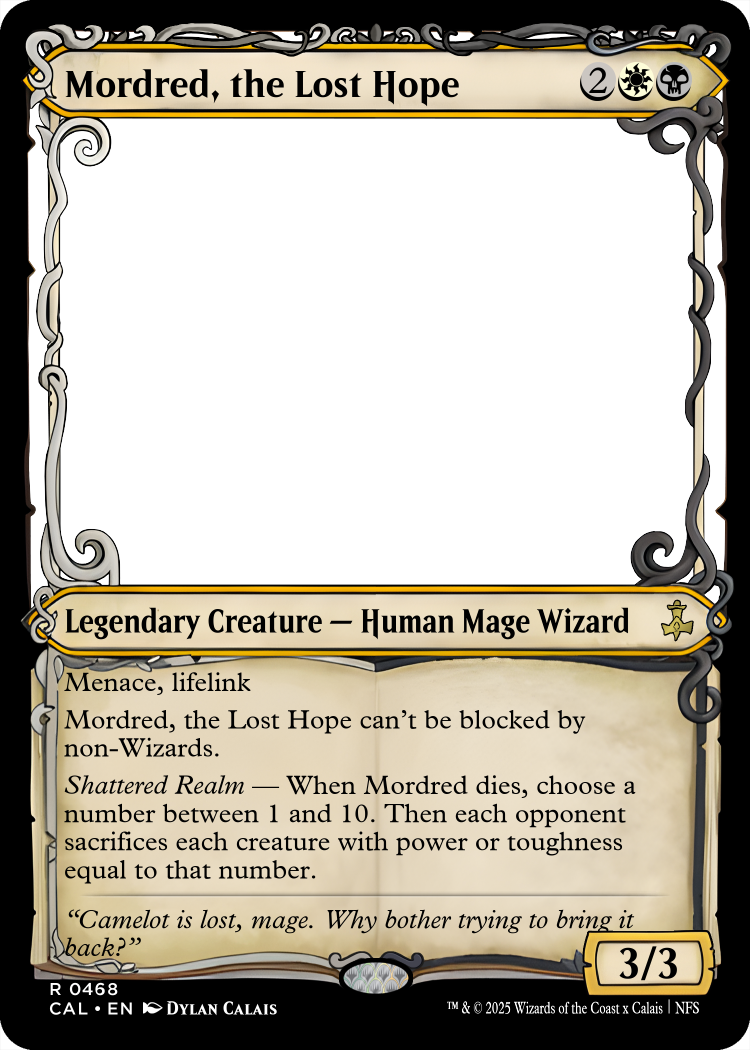 Mordred, the Lost Hope 2
Legendary Creature — Human Mage Wizard
Menace, lifelink
Mordred, the Lost Hope can’t be blocked by
non-Wizards.
Shattered Realm — When Mordred dies, choose a
number between 1 and 10. Then each opponent
sacrifices each creature with power or toughness
equal to that number.
“Camelot is lost, mage. Why bother trying to bring it
back?”
3/3
R 0468
CAL • EN DYLAN CALAIS
™ & © 2025 Wizards of the Coast x Calais | NFS